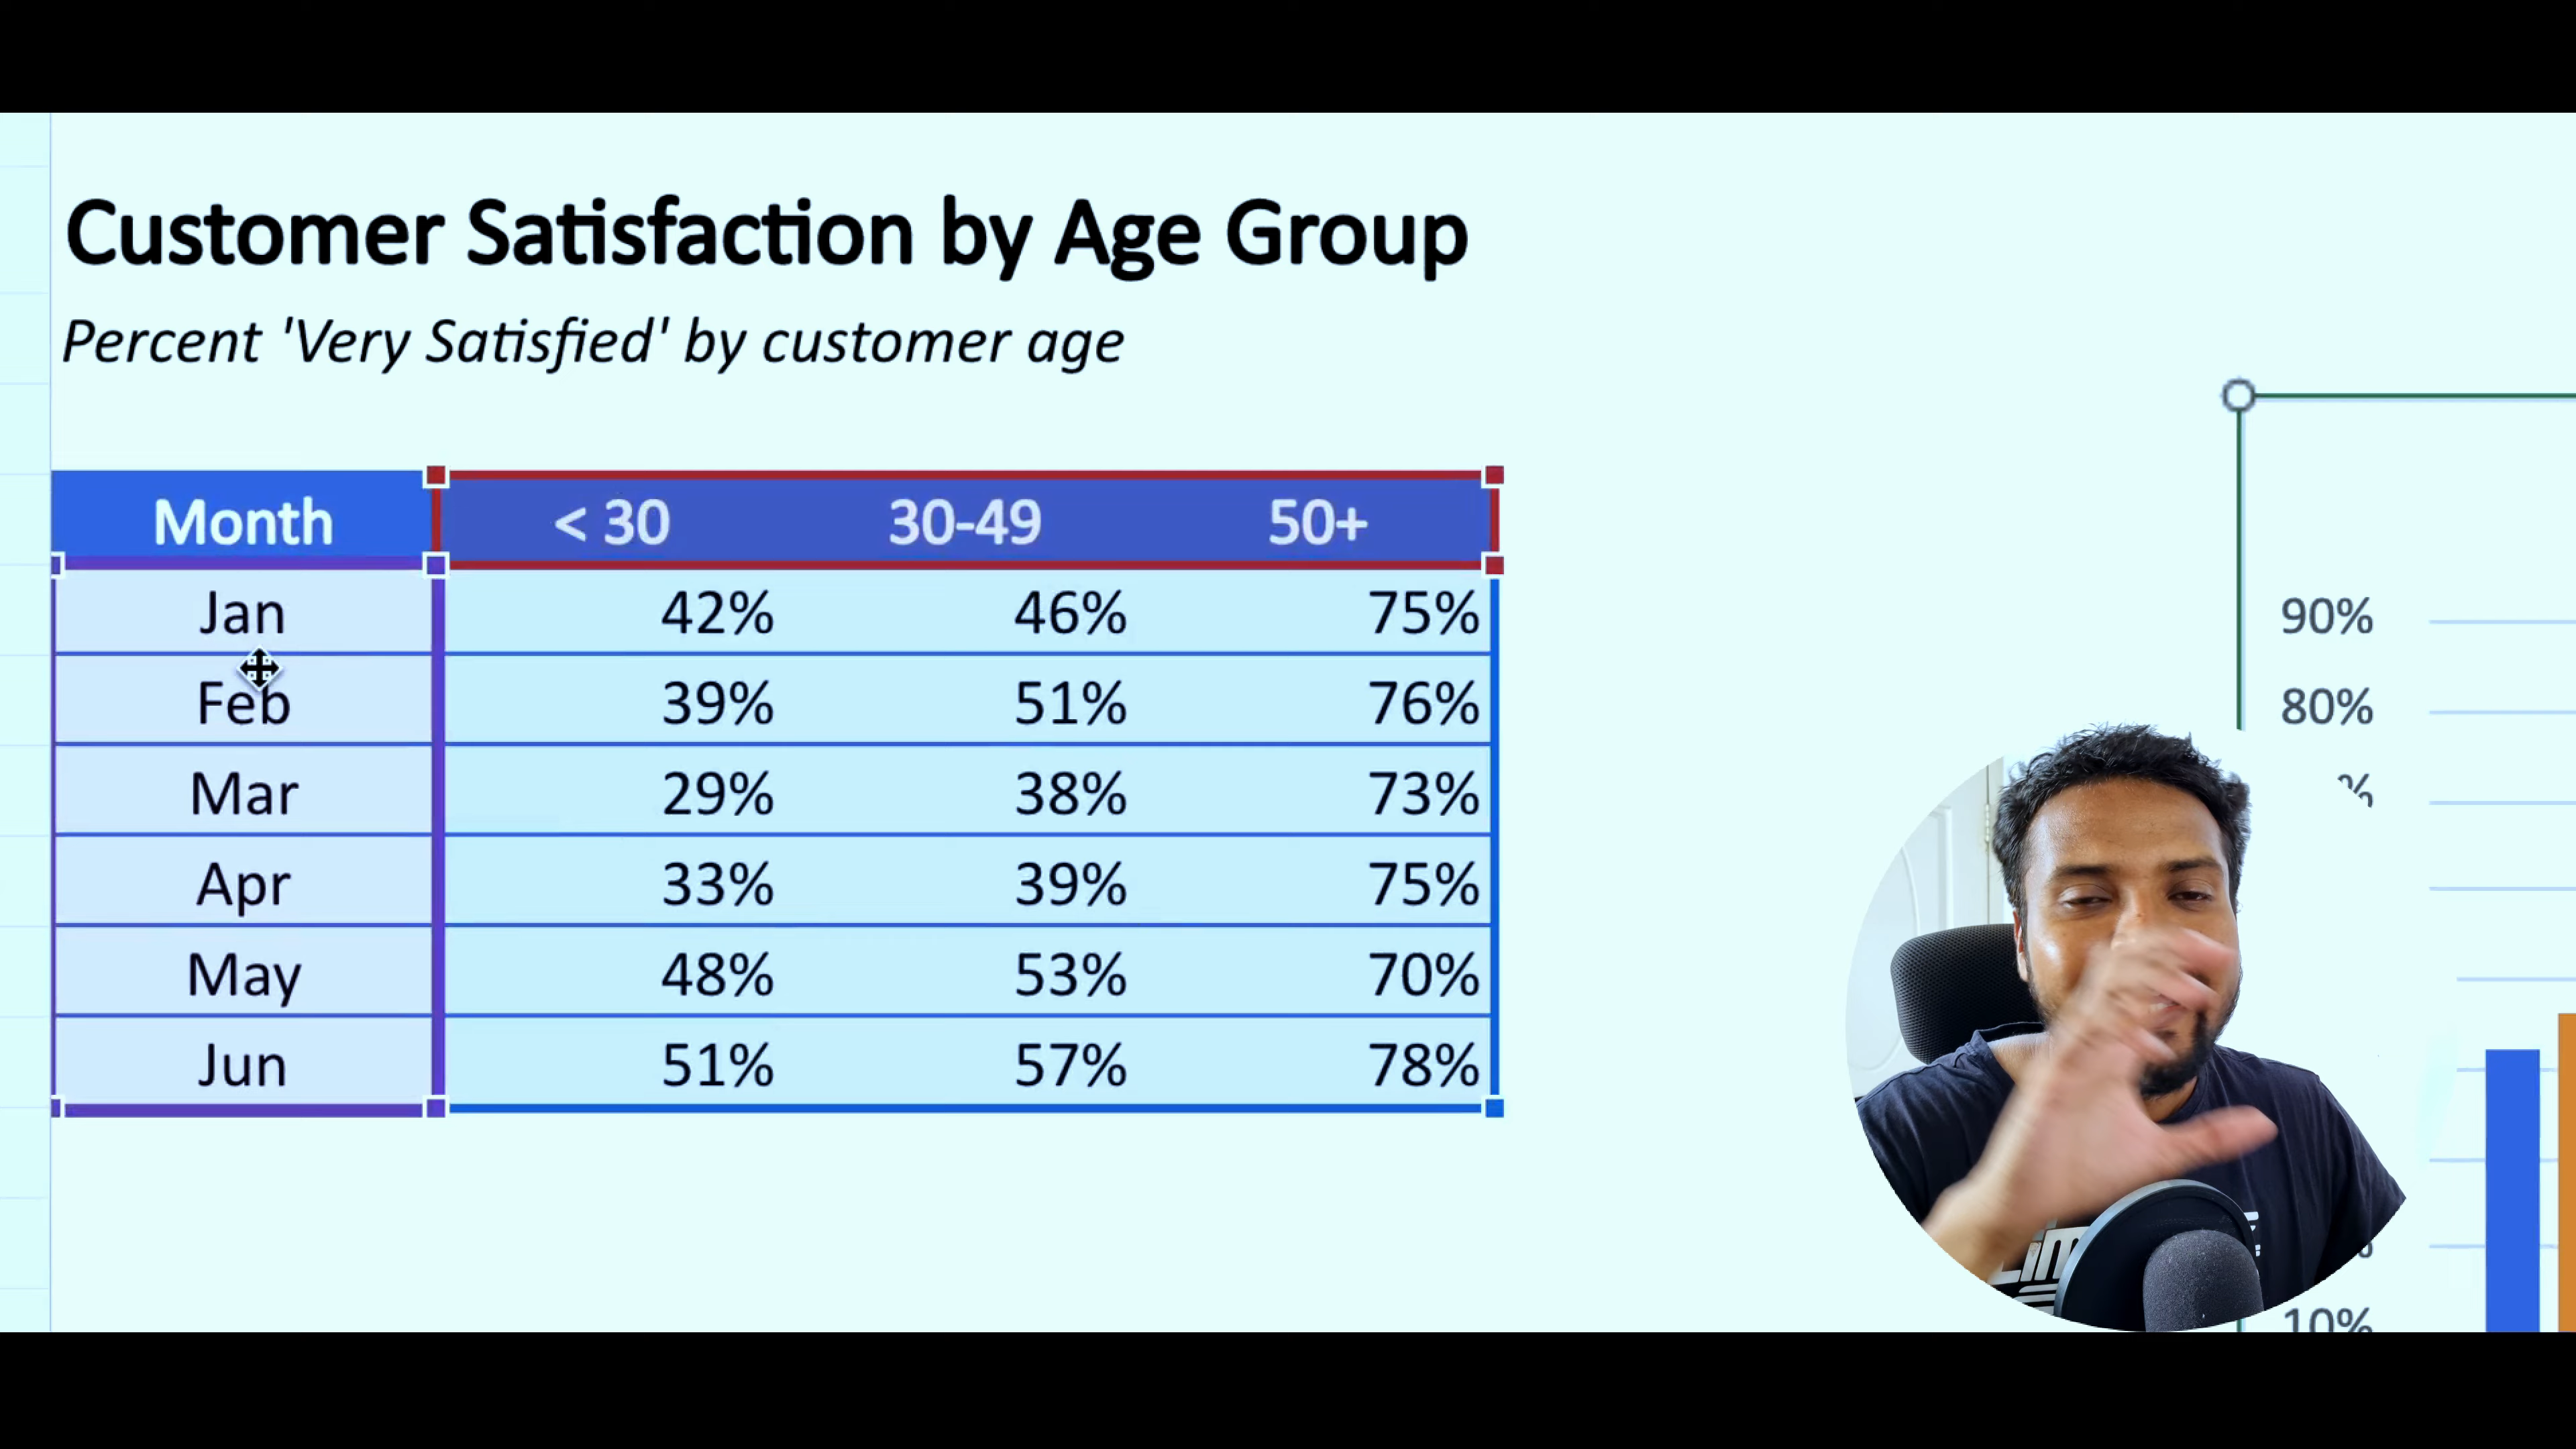 Customer Satisfaction by Age Group
Percent 'Very Satisfied' by customer age
Month < 30 30-49 50+
Jan 42% 46% 75%
Feb 39% 51% 76%
Mar 29% 38% 73%
Apr 33% 39% 75%
May 48% 53% 70%
Jun 51% 57% 78%
90%
80%
%
10%